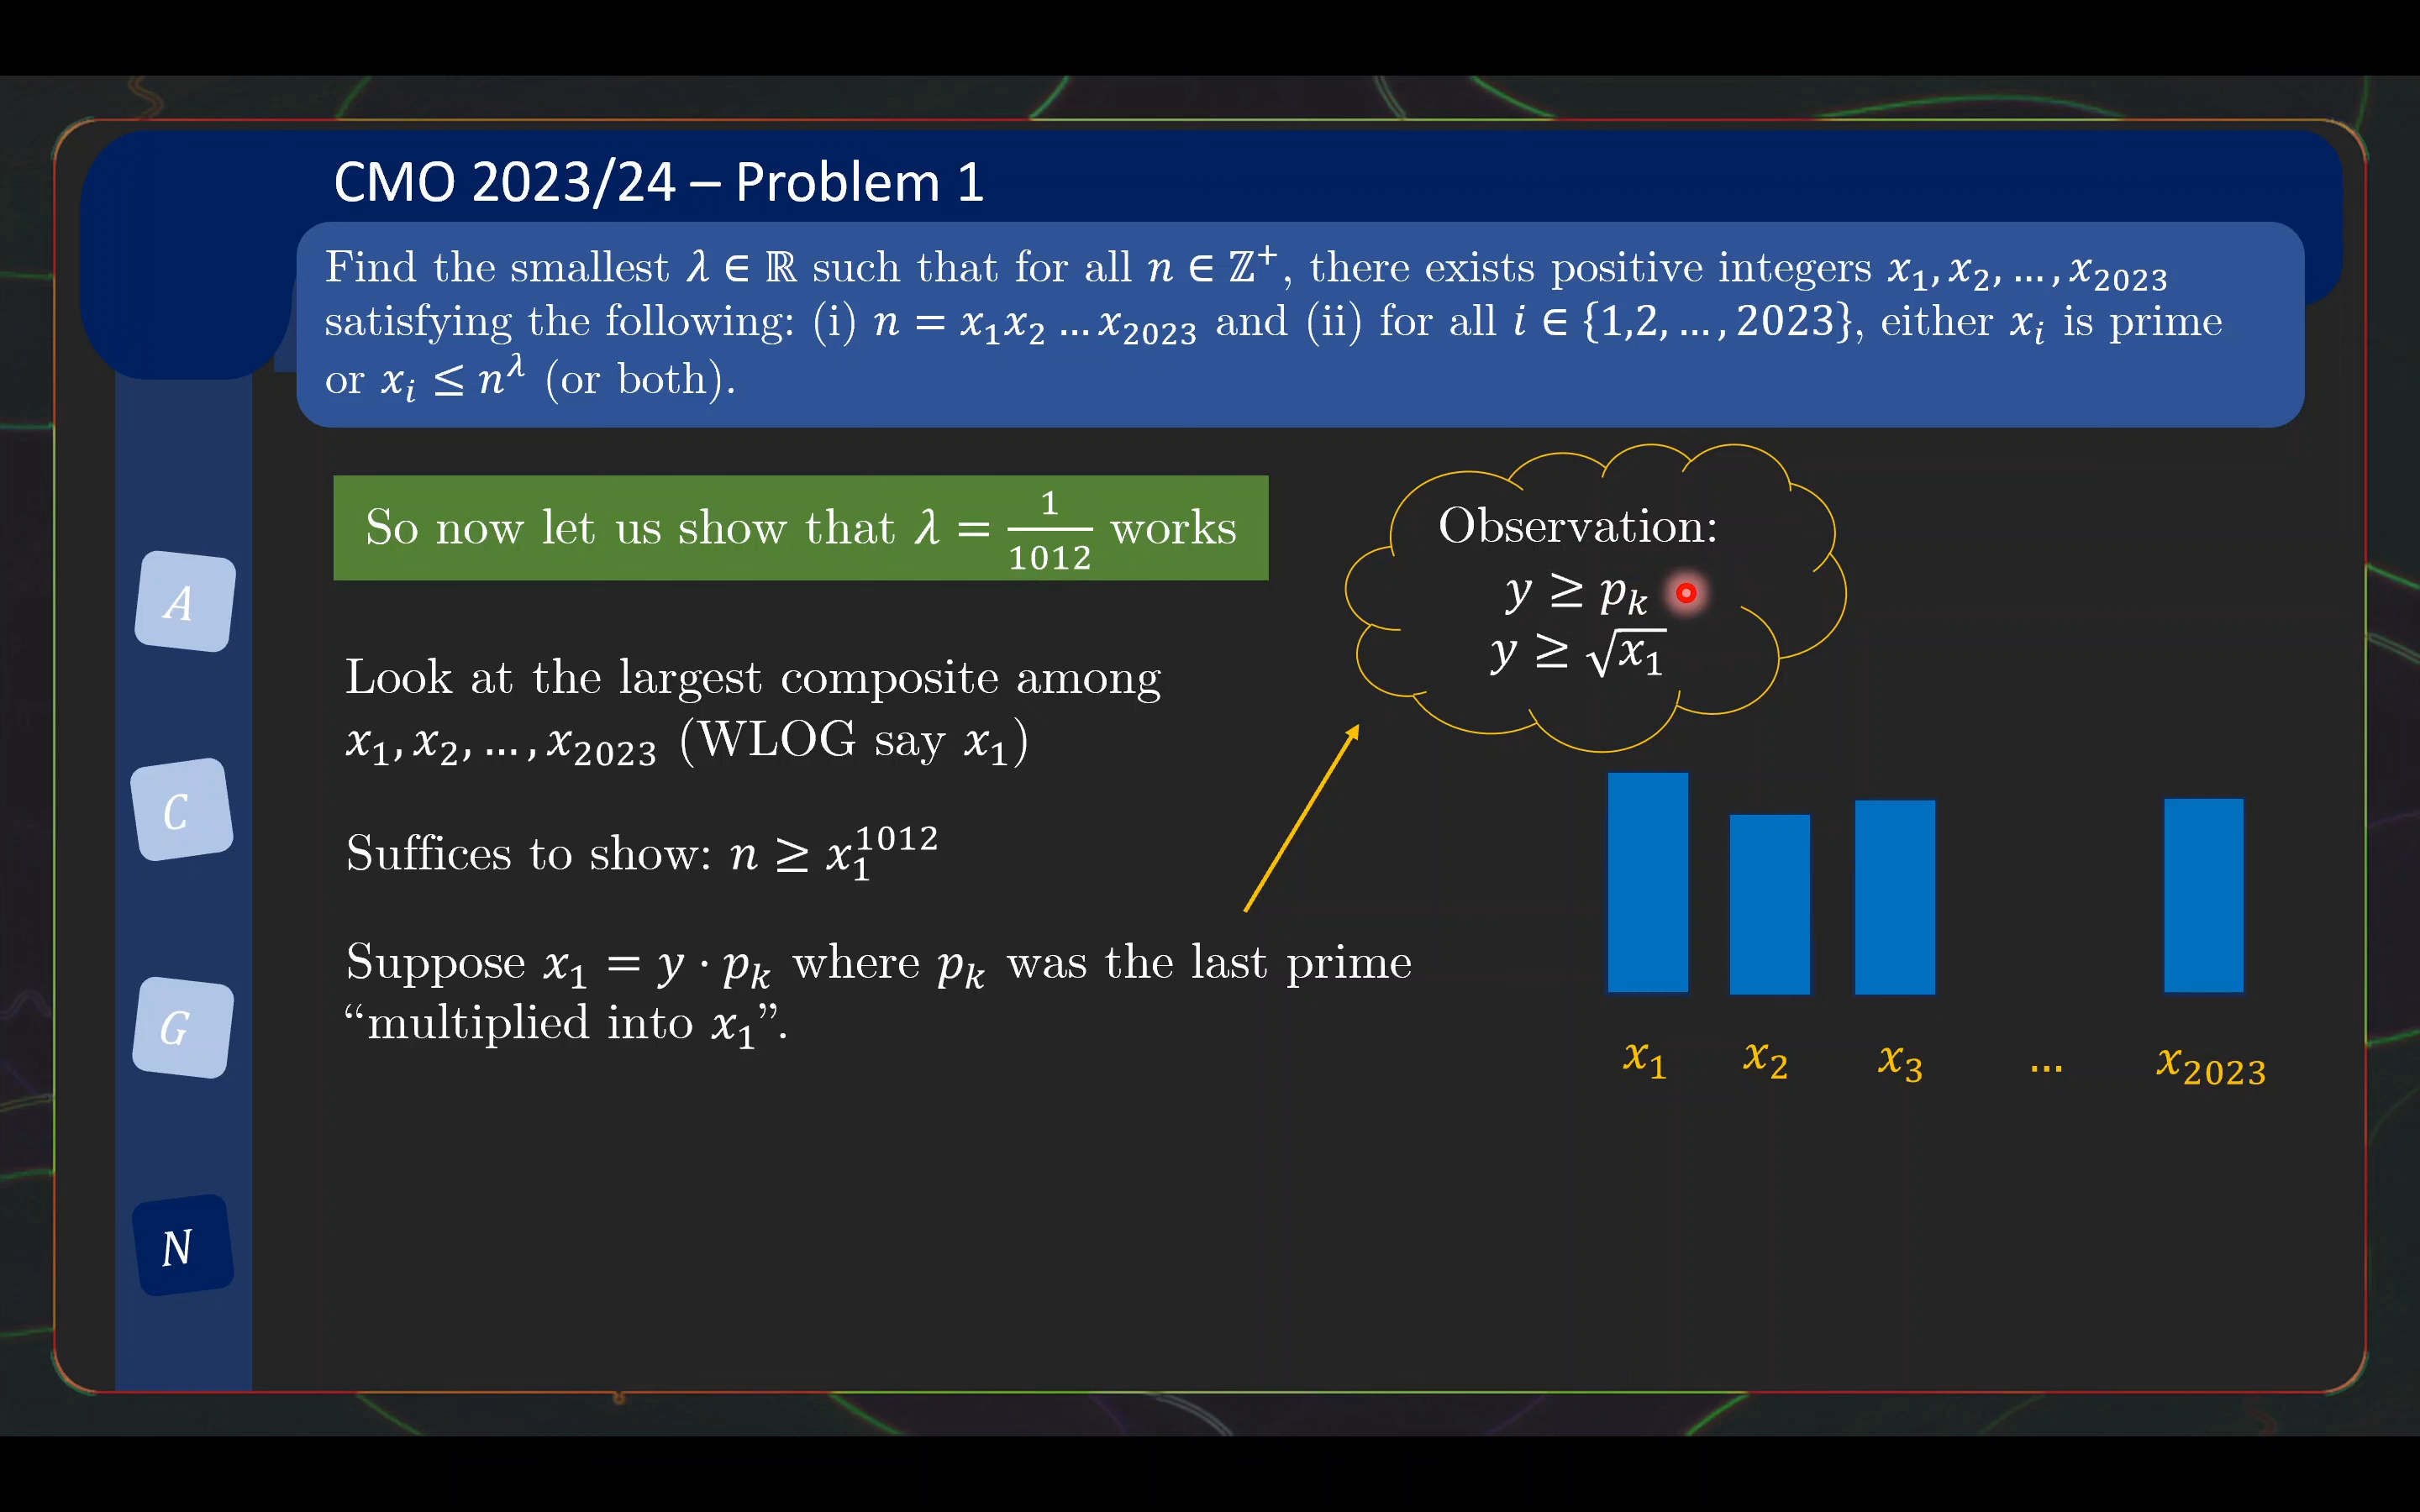 CMO 2023/24 – Problem 1
Find the smallest λ ∈ ℝ such that for all n ∈ ℤ⁺, there exists positive integers x₁, x₂, …, x₂₀₂₃
satisfying the following: (i) n = x₁x₂ … x₂₀₂₃ and (ii) for all i ∈ {1,2, …, 2023}, either xᵢ is prime
or xᵢ ≤ n^λ (or both).
So now let us show that λ = 1/1012 works
Observation:
y ≥ pₖ
y ≥ √x₁
Look at the largest composite among
x₁, x₂, …, x₂₀₂₃ (WLOG say x₁)
Suffices to show: n ≥ x₁¹⁰¹²
Suppose x₁ = y · pₖ where pₖ was the last prime
“multiplied into x₁”.
x₁ x₂ x₃ … x₂₀₂₃
A
C
G
N